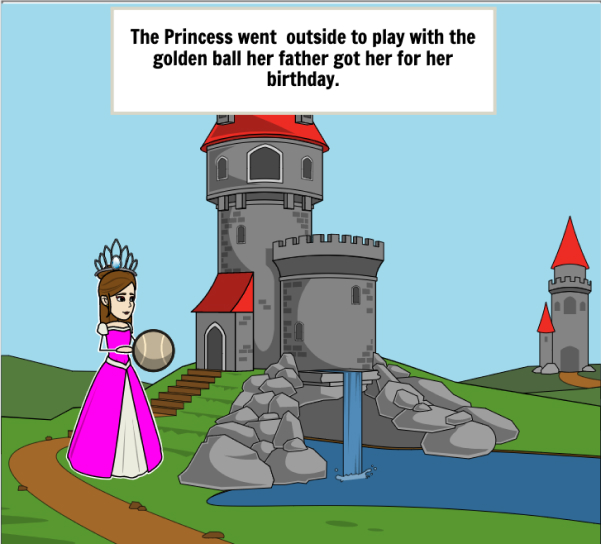 The Princess went outside to play with the
golden ball her father got her for her
birthday.